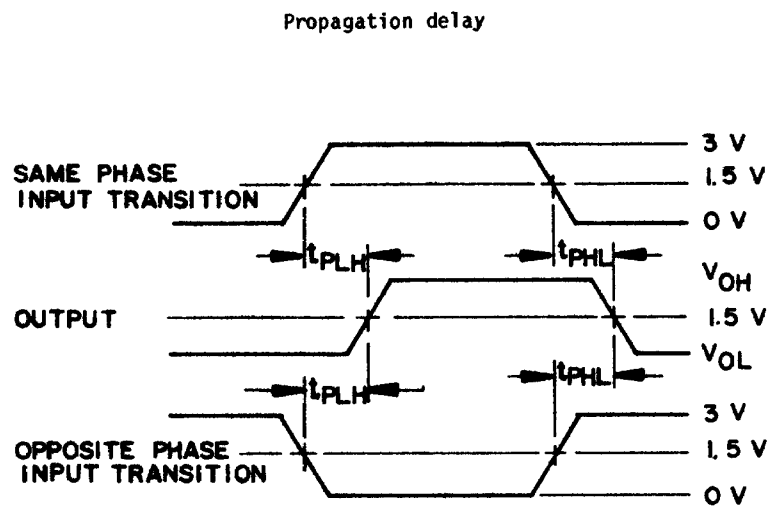 Propagation delay
3 V
SAME PHASE
INPUT TRANSITION
1.5 V
0 V
tPLH
tPHL
VOH
OUTPUT
1.5 V
VOL
tPLH
tPHL
3 V
OPPOSITE PHASE
INPUT TRANSITION
1.5 V
0 V